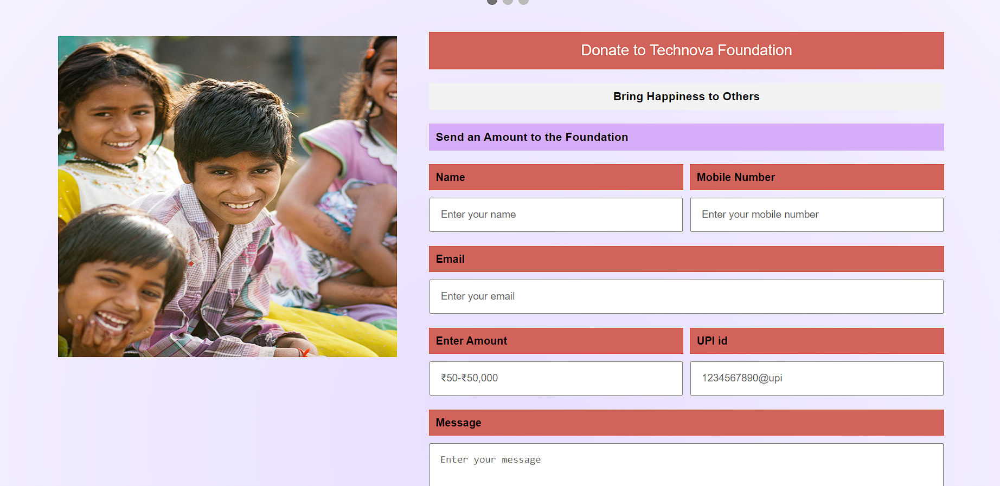 Donate to Technova Foundation
Bring Happiness to Others
Send an Amount to the Foundation
Name
Mobile Number
Enter your name
Enter your mobile number
Email
Enter your email
Enter Amount
UPI id
₹50-₹50,000
1234567890@upi
Message
Enter your message